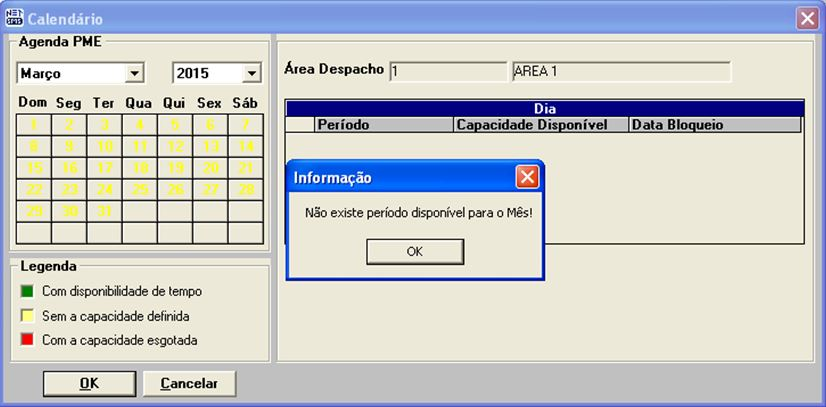 NET
SMS
Calendário
Agenda PME
Março 2015
Dom Seg Ter Qua Qui Sex Sáb
1 2 3 4 5 6 7
8 9 10 11 12 13 14
15 16 17 18 19 20 21
22 23 24 25 26 27 28
29 30 31
Legenda
Com disponibilidade de tempo
Sem a capacidade definida
Com a capacidade esgotada
OK Cancelar
Área Despacho 1 AREA 1
Dia
Período Capacidade Disponível Data Bloqueio
Informação
Não existe período disponível para o Mês!
OK